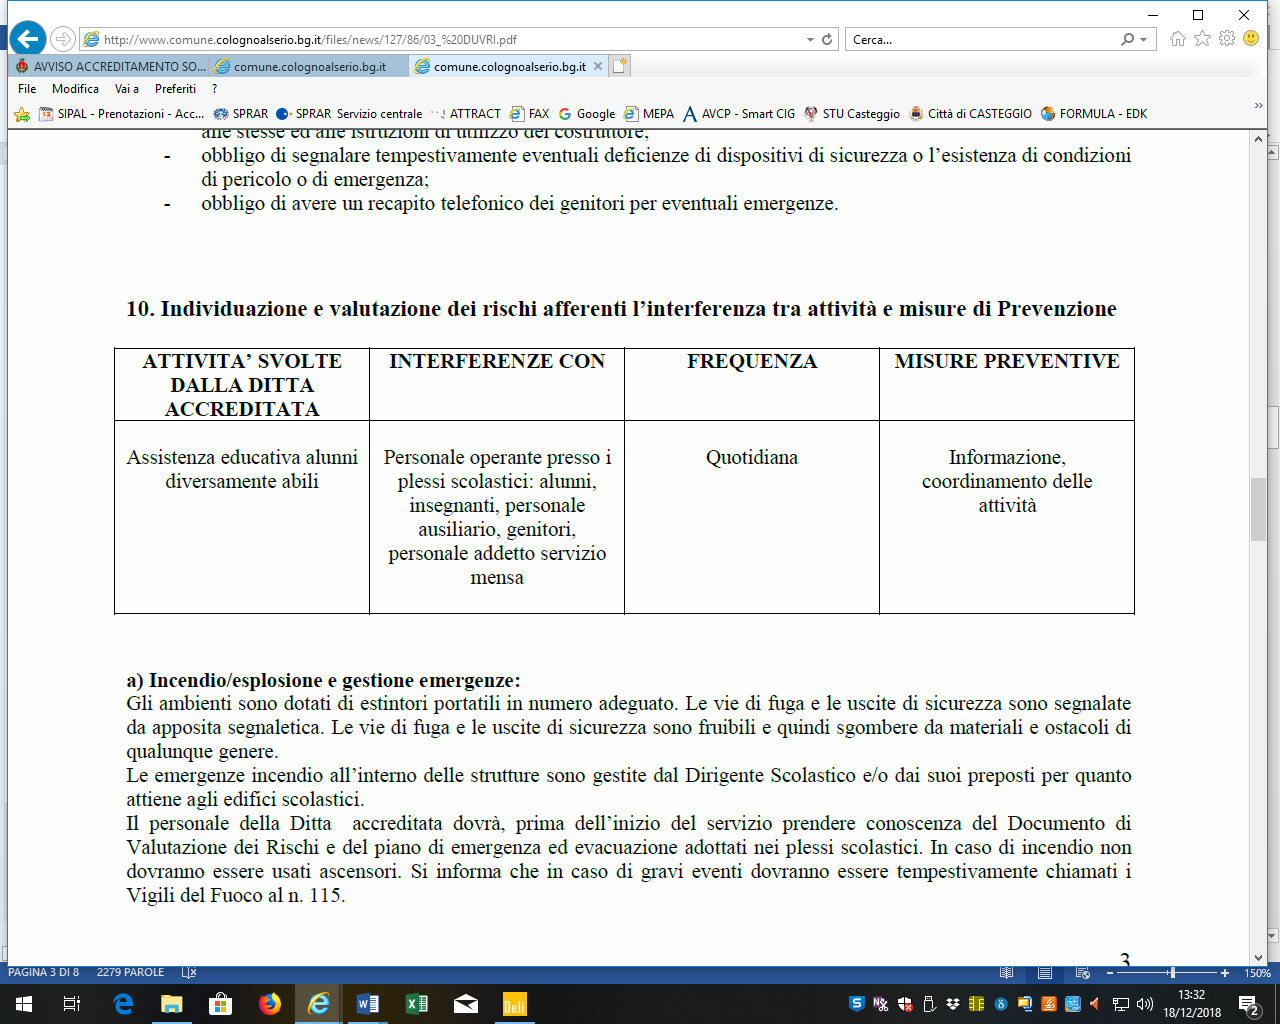 http://www.comune.colognoalserio.bg.it/files/news/127/86/03_%20DUVRI.pdf
Cerca...
AVVISO ACCREDITAMENTO SO...
comune.colognoalserio.bg.it
comune.colognoalserio.bg.it
File Modifica Vai a Preferiti ?
SIPAL - Prenotazioni - Acc... SPRAR SPRAR Servizio centrale ATTRACT FAX Google MEPA AVCP - Smart CIG STU Casteggio Città di CASTEGGIO FORMULA - EDK
alle stesse ed alle istruzioni di utilizzo del costruttore;
- obbligo di segnalare tempestivamente eventuali deficienze di dispositivi di sicurezza o l’esistenza di condizioni
di pericolo o di emergenza;
- obbligo di avere un recapito telefonico dei genitori per eventuali emergenze.
10. Individuazione e valutazione dei rischi afferenti l’interferenza tra attività e misure di Prevenzione
ATTIVITA’ SVOLTE
DALLA DITTA
ACCREDITATA
INTERFERENZE CON
FREQUENZA
MISURE PREVENTIVE
Assistenza educativa alunni
diversamente abili
Personale operante presso i
plessi scolastici: alunni,
insegnanti, personale
ausiliario, genitori,
personale addetto servizio
mensa
Quotidiana
Informazione,
coordinamento delle
attività
a) Incendio/esplosione e gestione emergenze:
Gli ambienti sono dotati di estintori portatili in numero adeguato. Le vie di fuga e le uscite di sicurezza sono segnalate
da apposita segnaletica. Le vie di fuga e le uscite di sicurezza sono fruibili e quindi sgombere da materiali e ostacoli di
qualunque genere.
Le emergenze incendio all’interno delle strutture sono gestite dal Dirigente Scolastico e/o dai suoi preposti per quanto
attiene agli edifici scolastici.
Il personale della Ditta accreditata dovrà, prima dell’inizio del servizio prendere conoscenza del Documento di
Valutazione dei Rischi e del piano di emergenza ed evacuazione adottati nei plessi scolastici. In caso di incendio non
dovranno essere usati ascensori. Si informa che in caso di gravi eventi dovranno essere tempestivamente chiamati i
Vigili del Fuoco al n. 115.
3
PAGINA 3 DI 8 2279 PAROLE 150%
Deli
13:32
18/12/2018
2